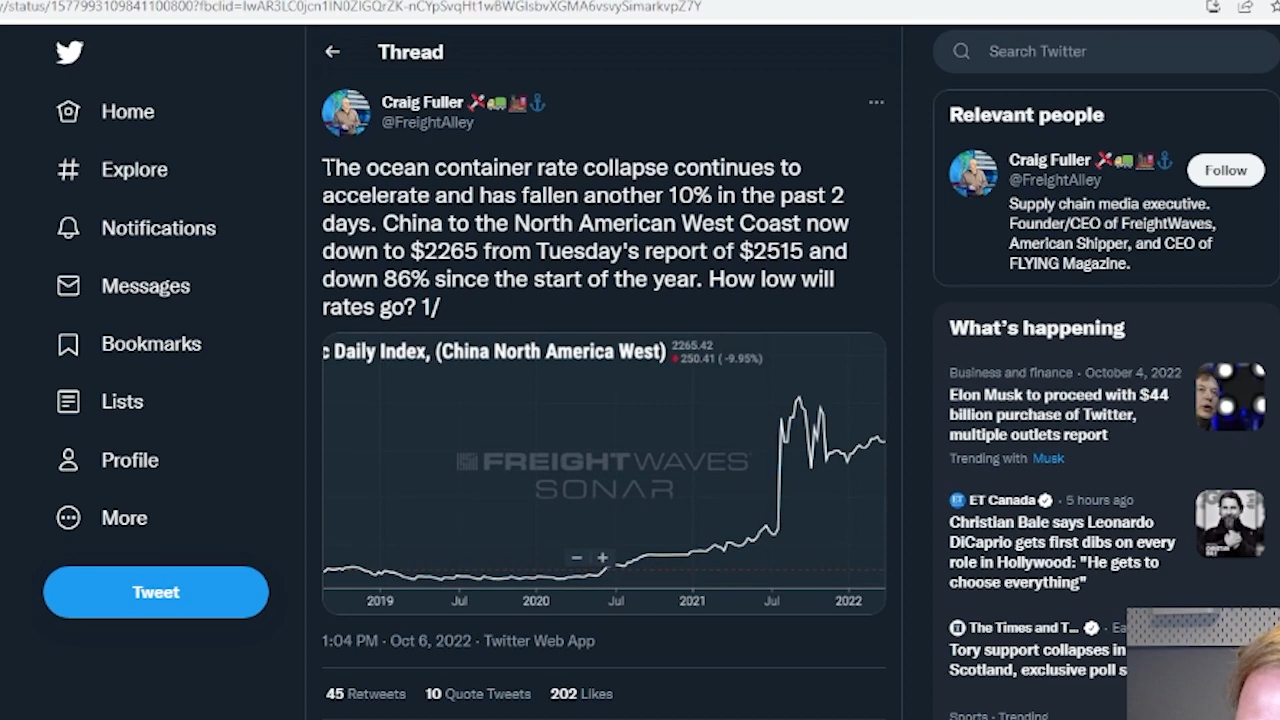 y/status/1577993109841100800?fbclid=IwAR3LC0jcn1IN0ZIGQrZK-nCYpSvqHt1wBWGIsbvXGMA6vsvySimarkvpZ7Y
Home
Explore
Notifications
Messages
Bookmarks
Lists
Profile
More
Tweet
Thread
Craig Fuller
@FreightAlley
The ocean container rate collapse continues to
accelerate and has fallen another 10% in the past 2
days. China to the North American West Coast now
down to $2265 from Tuesday's report of $2515 and
down 86% since the start of the year. How low will
rates go? 1/
c Daily Index, (China North America West)
2265.42
250.41 ( -9.95%)
FREIGHTWAVES
SONAR
2019 Jul 2020 Jul 2021 Jul 2022
1:04 PM · Oct 6, 2022 · Twitter Web App
45 Retweets 10 Quote Tweets 202 Likes
Search Twitter
Relevant people
Craig Fuller
@FreightAlley
Follow
Supply chain media executive.
Founder/CEO of FreightWaves,
American Shipper, and CEO of
FLYING Magazine.
What's happening
Business and finance · October 4, 2022
Elon Musk to proceed with $44
billion purchase of Twitter,
multiple outlets report
Trending with Musk
ET Canada · 5 hours ago
Christian Bale says Leonardo
DiCaprio gets first dibs on every
role in Hollywood: "He gets to
choose everything"
The Times and T... · Ea
Tory support collapses in
Scotland, exclusive poll s
Sports · Trending